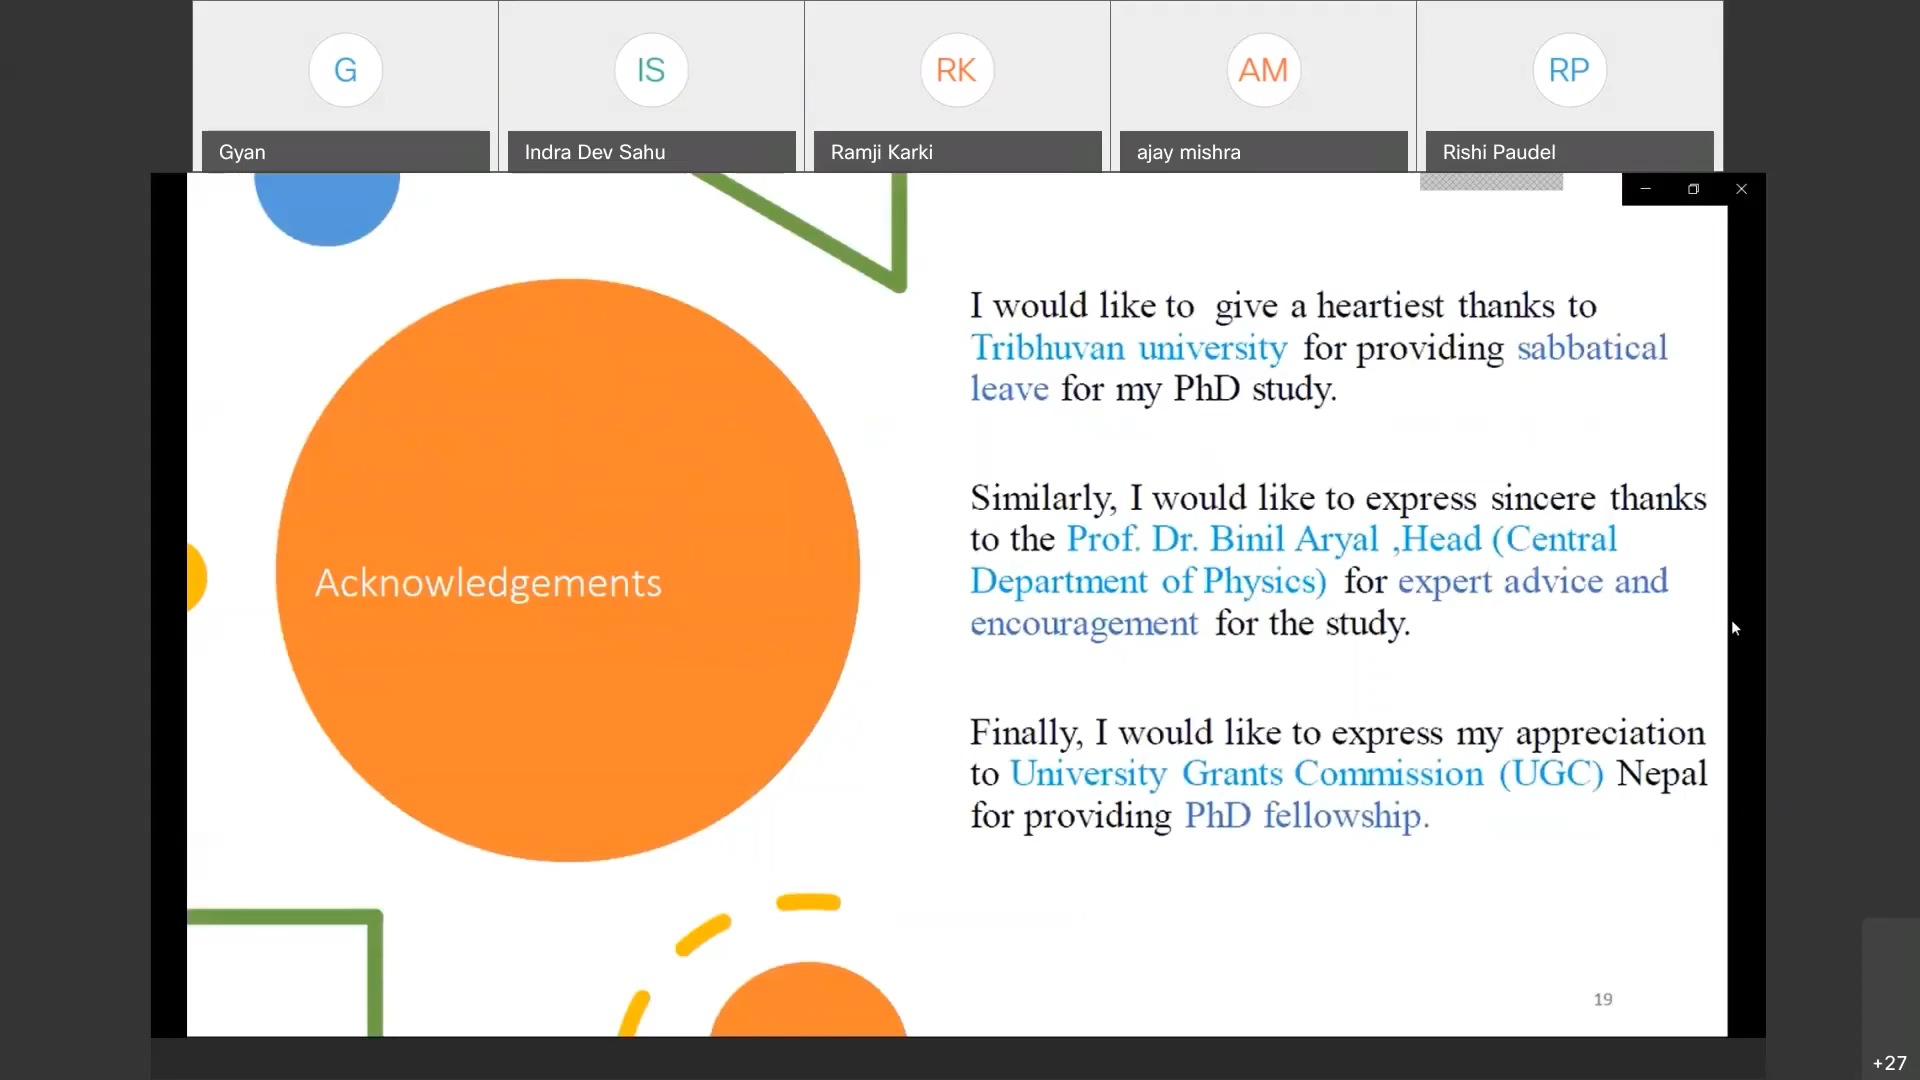 G
IS
RK
AM
RP
Gyan
Indra Dev Sahu
Ramji Karki
ajay mishra
Rishi Paudel
Acknowledgements
I would like to give a heartiest thanks to
Tribhuvan university for providing sabbatical
leave for my PhD study.
Similarly, I would like to express sincere thanks
to the Prof. Dr. Binil Aryal ,Head (Central
Department of Physics) for expert advice and
encouragement for the study.
Finally, I would like to express my appreciation
to University Grants Commission (UGC) Nepal
for providing PhD fellowship.
19
+27